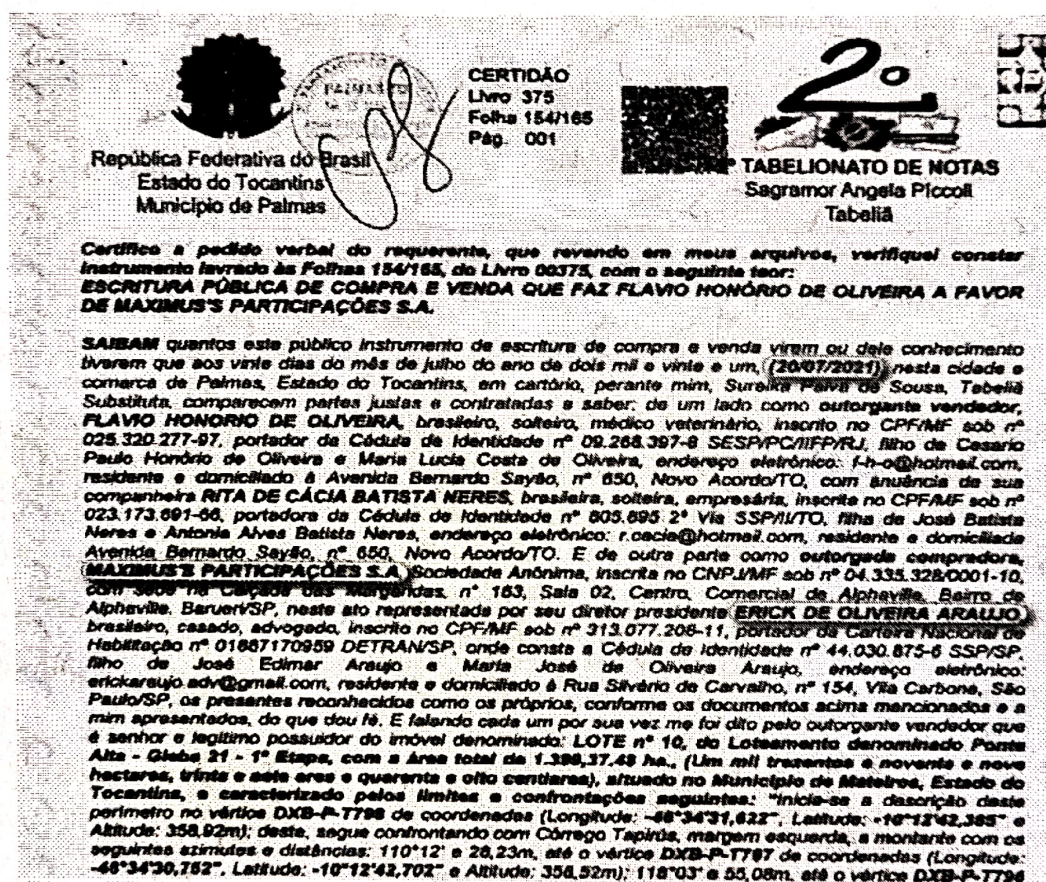 CERTIDÃO
Livro 375
Folha 154/165
Pág. 001
República Federativa do Brasil
Estado do Tocantins
Município de Palmas
2º
TABELIONATO DE NOTAS
Sagramor Angela Piccoli
Tabeliã
Certifico a pedido verbal do requerente, que revendo em meus arquivos, verifiquei constar
instrumento lavrado às Folhas 154/165, do Livro 00375, com o seguinte teor:
ESCRITURA PÚBLICA DE COMPRA E VENDA QUE FAZ FLAVIO HONÓRIO DE OLIVEIRA A FAVOR
DE MAXIMUS'S PARTICIPAÇÕES S.A.
SAIBAM quantos este público instrumento de escritura de compra e venda virem ou dele conhecimento
tiverem que aos vinte dias do mês de julho do ano de dois mil e vinte e um, (20/07/2021) nesta cidade e
comarca de Palmas, Estado do Tocantins, em cartório, perante mim, Sureika Paiva de Sousa, Tabeliã
Substituta, comparecem partes justas e contratadas a saber: de um lado como outorgante vendedor,
FLAVIO HONORIO DE OLIVEIRA, brasileiro, solteiro, médico veterinário, inscrito no CPF/MF sob nº
025.320.277-97, portador da Cédula de Identidade nº 09.268.397-8 SESP/PC/IIFP/RJ, filho de Cesario
Paulo Honório de Oliveira e Maria Lucia Costa de Oliveira, endereço eletrônico: f-h-o@hotmail.com,
residente e domiciliado à Avenida Bernardo Sayão, nº 650, Novo Acordo/TO, com anuência de sua
companheira RITA DE CÁCIA BATISTA NERES, brasileira, solteira, empresária, inscrita no CPF/MF sob nº
023.173.691-66, portadora da Cédula de Identidade nº 805.695 2ª Via SSP/II/TO, filha de José Batista
Neres e Antonia Alves Batista Neres, endereço eletrônico: r.cacia@hotmail.com, residente e domiciliada
Avenida Bernardo Sayão, nº 650, Novo Acordo/TO. E de outra parte como outorgada compradora,
MAXIMUS'S PARTICIPAÇÕES S.A, Sociedade Anônima, inscrita no CNPJ/MF sob nº 04.335.328/0001-10,
com sede na Calçada das Margaridas, nº 163, Sala 02, Centro, Comercial de Alphaville, Bairro de
Alphaville, Barueri/SP, neste ato representada por seu diretor presidente ERICK DE OLIVEIRA ARAUJO,
brasileiro, casado, advogado, inscrito no CPF/MF sob nº 313.077.208-11, portador da Carteira Nacional de
Habilitação nº 01687170959 DETRAN/SP, onde consta a Cédula de Identidade nº 44.030.875-6 SSP/SP,
filho de José Edimar Araujo e Maria José de Oliveira Araujo, endereço eletrônico:
erickaraujo.adv@gmail.com, residente e domiciliado à Rua Silvério de Carvalho, nº 154, Vila Carbone, São
Paulo/SP, os presentes reconhecidos como os próprios, conforme os documentos acima mencionados e a
mim apresentados, do que dou fé. E falando cada um por sua vez me foi dito pelo outorgante vendedor que
é senhor e legítimo possuidor do imóvel denominado: LOTE nº 10, do Loteamento denominado Ponte
Alta - Gleba 21 - 1ª Etapa, com a área total de 1.399,37.48 ha., (Um mil trezentos e noventa e nove
hectares, trinta e sete ares e quarenta e oito centiares), situado no Município de Mateiros, Estado do
Tocantins, e caracterizado pelos limites e confrontações seguintes: "Inicia-se a descrição deste
perímetro no vértice DXB-P-T798 de coordenadas (Longitude: -46°34'31,622", Latitude: -10°12'42,385" e
Altitude: 358,92m); deste, segue confrontando com Córrego Tapirús, margem esquerda, a montante com os
seguintes azimutes e distâncias: 110°12' e 28,23m, até o vértice DXB-P-T797 de coordenadas (Longitude:
-46°34'30,752", Latitude: -10°12'42,702" e Altitude: 358,52m); 118°03' e 55,08m, até o vértice DXB-P-T796